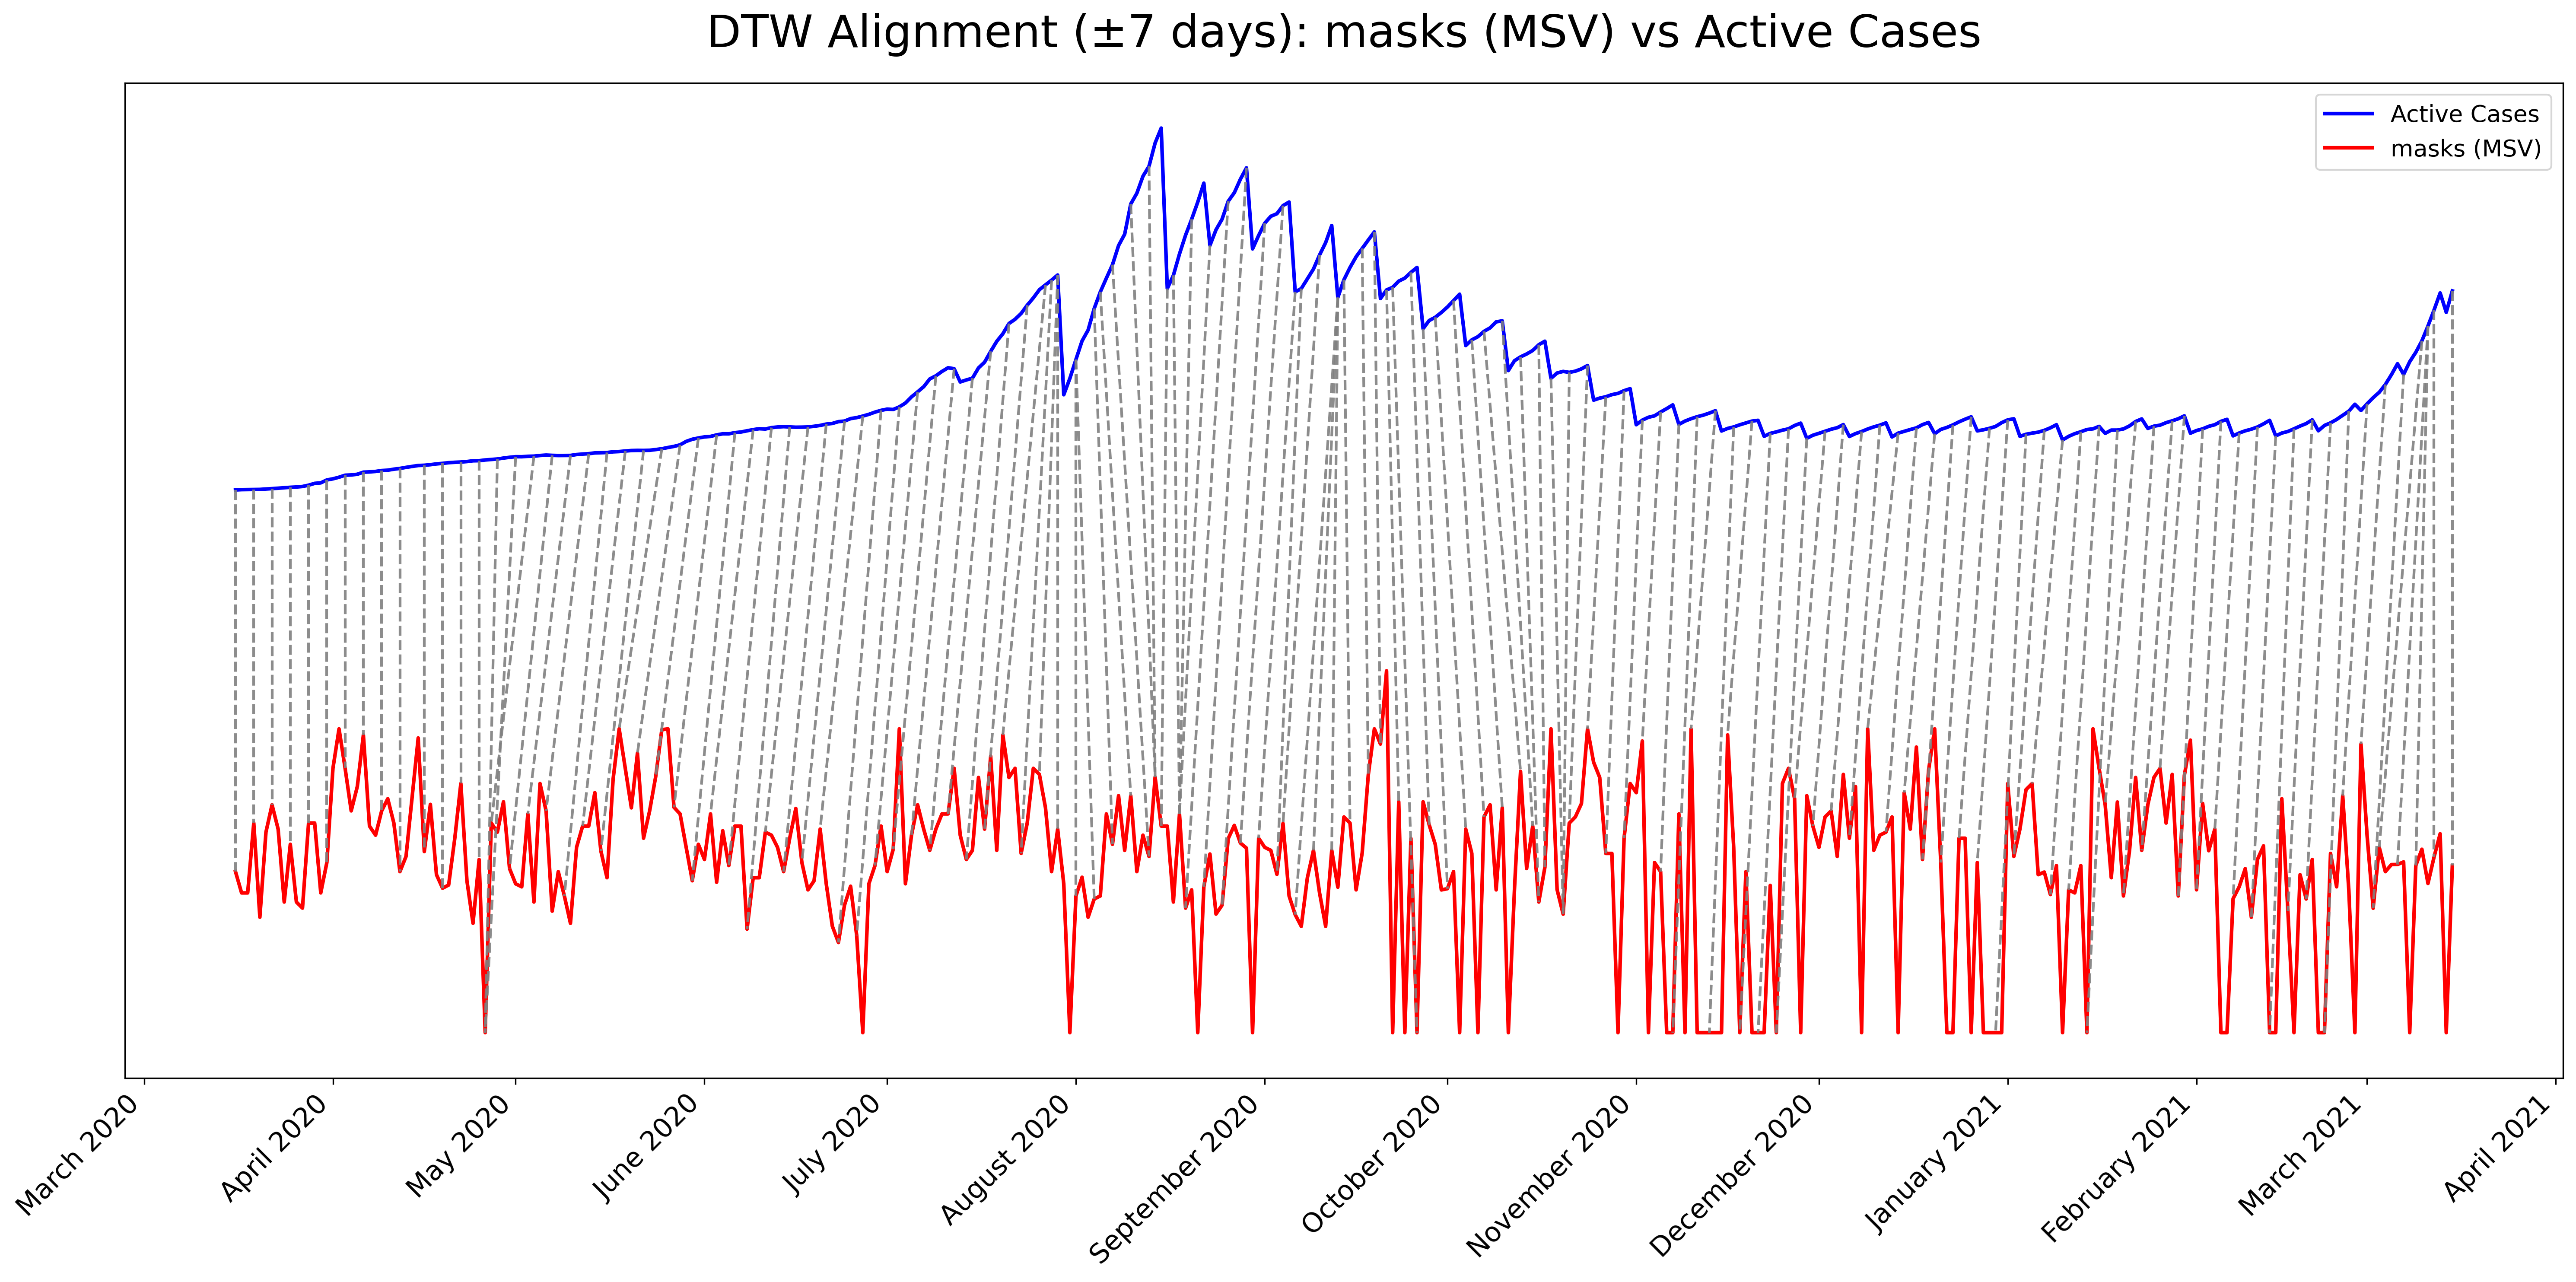 DTW Alignment (±7 days): masks (MSV) vs Active Cases
Active Cases
masks (MSV)
March 2020
April 2020
May 2020
June 2020
July 2020
August 2020
September 2020
October 2020
November 2020
December 2020
January 2021
February 2021
March 2021
April 2021